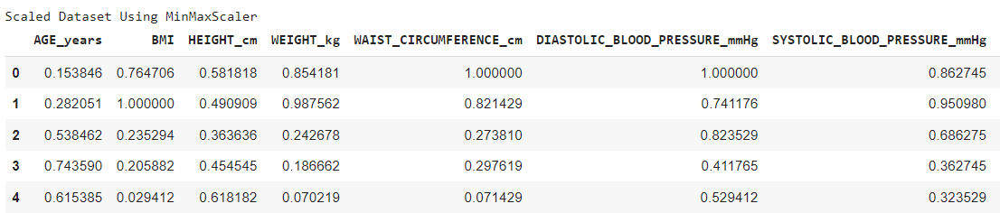 Scaled Dataset Using MinMaxScaler
AGE_years BMI HEIGHT_cm WEIGHT_kg WAIST_CIRCUMFERENCE_cm DIASTOLIC_BLOOD_PRESSURE_mmHg SYSTOLIC_BLOOD_PRESSURE_mmHg
0 0.153846 0.764706 0.581818 0.854181 1.000000 1.000000 0.862745
1 0.282051 1.000000 0.490909 0.987562 0.821429 0.741176 0.950980
2 0.538462 0.235294 0.363636 0.242678 0.273810 0.823529 0.686275
3 0.743590 0.205882 0.454545 0.186662 0.297619 0.411765 0.362745
4 0.615385 0.029412 0.618182 0.070219 0.071429 0.529412 0.323529